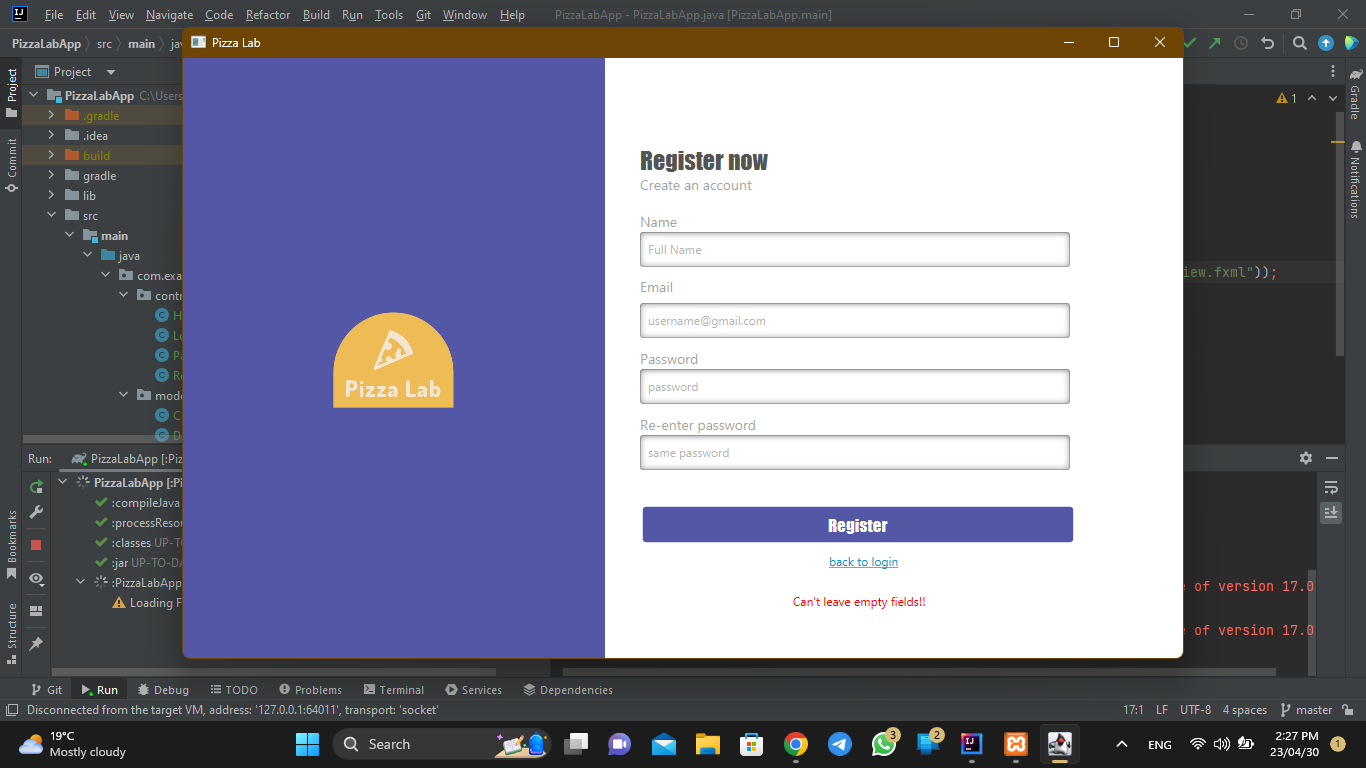 File Edit View Navigate Code Refactor Build Run Tools Git Window Help PizzaLabApp - PizzaLabApp.java [PizzaLabApp.main]
PizzaLabApp src main
Pizza Lab
Project
Project
Commit
Bookmarks
Structure
PizzaLabApp C:\Users
.gradle
.idea
build
gradle
lib
src
main
java
com.exa
contr
H
Lo
Pa
Re
mode
C
D
Pizza Lab
Register now
Create an account
Name
Full Name
Email
username@gmail.com
Password
password
Re-enter password
same password
Register
back to login
Can't leave empty fields!!
1
iew.fxml"));
Gradle
Notifications
Run: PizzaLabApp [:Piz
PizzaLabApp [:Pi
:compileJava
:processResou
:classes UP-TO
:jar UP-TO-DA
:PizzaLabApp
Loading F
of version 17.0
of version 17.0
Git Run Debug TODO Problems Terminal Services Dependencies
Disconnected from the target VM, address: '127.0.0.1:64011', transport: 'socket' 17:1 LF UTF-8 4 spaces master
19°C
Mostly cloudy
Search
3
2
ENG
2:27 PM
23/04/30
1